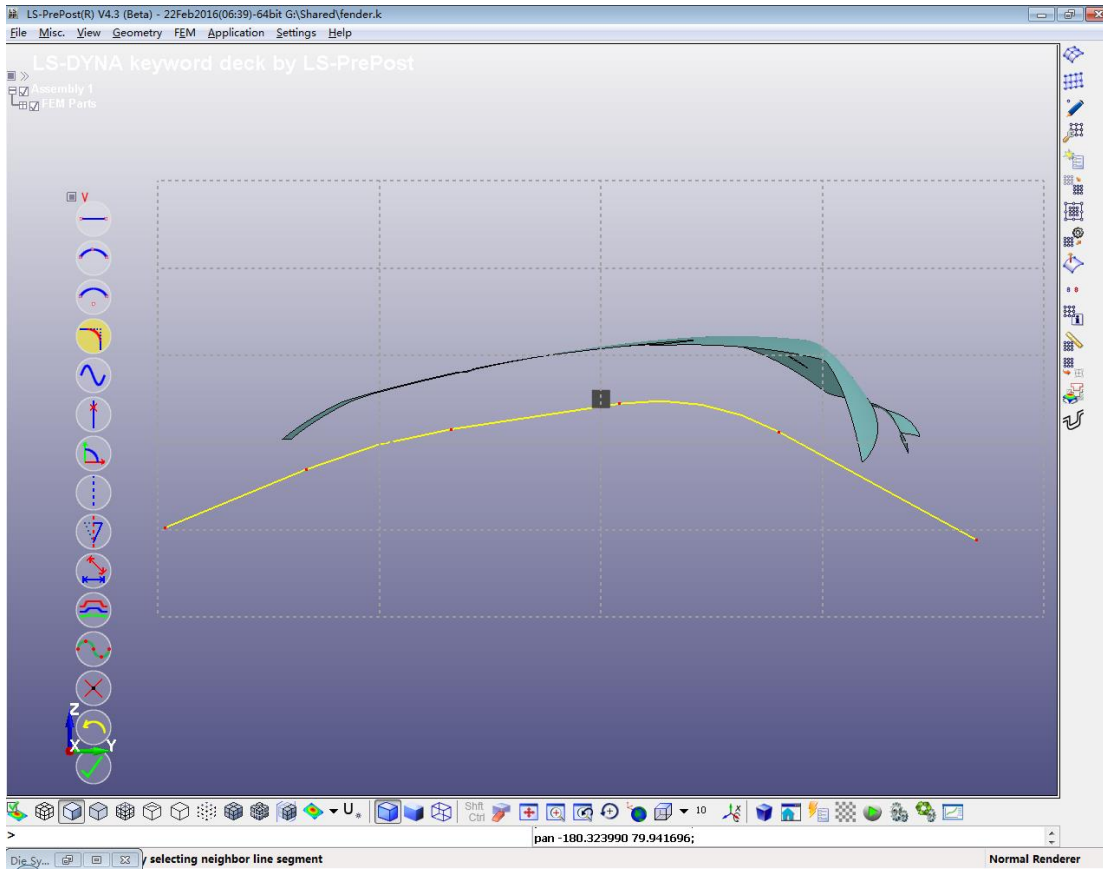 LS-PrePost(R) V4.3 (Beta) - 22Feb2016(06:39)-64bit G:\Shared\fender.k
File Misc. View Geometry FEM Application Settings Help
LS-DYNA keyword deck by LS-PrePost
Assembly 1
FEM Parts
V
8 8
Z
X Y
U
Shft
Ctrl
10
>
pan -180.323990 79.941696;
Die Sy...
y selecting neighbor line segment
Normal Renderer